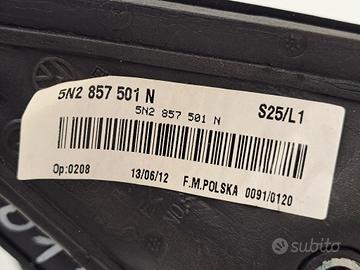 5N2 857 501 N
S25/L1
5N2 857 501 N
Op:0208
13/06/12
F.M.POLSKA
0091/0120
subito